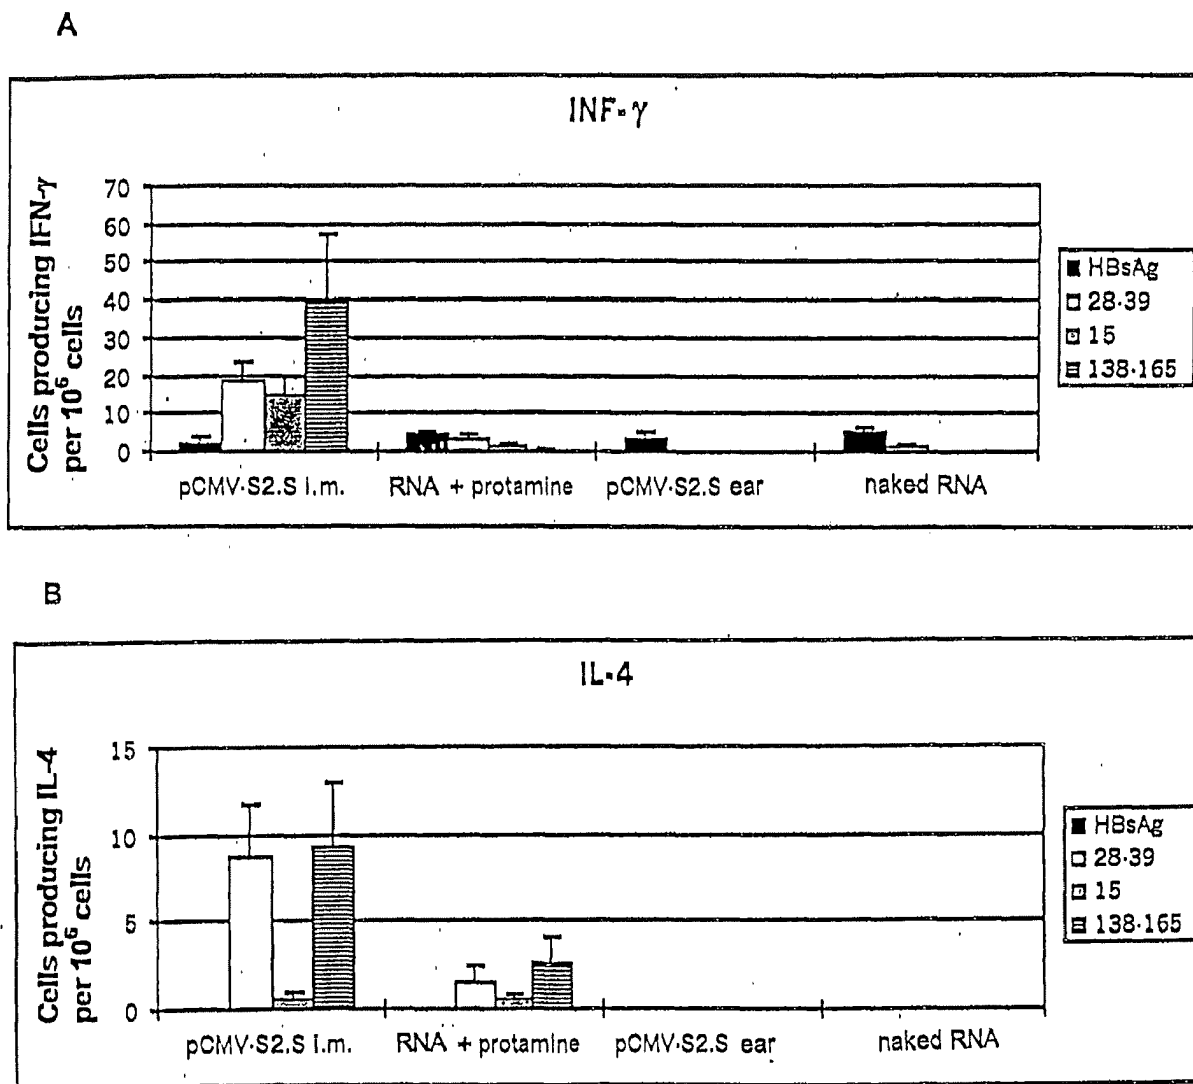 A
INF-γ
Cells producing IFN-γ
per 10⁶ cells
70
60
50
40
30
20
10
0
pCMV·S2.S i.m.
RNA + protamine
pCMV·S2.S ear
naked RNA
HBsAg
28·39
15
138·165
B
IL-4
Cells producing IL-4
per 10⁶ cells
15
10
5
0
pCMV·S2.S i.m.
RNA + protamine
pCMV·S2.S ear
naked RNA
HBsAg
28·39
15
138·165